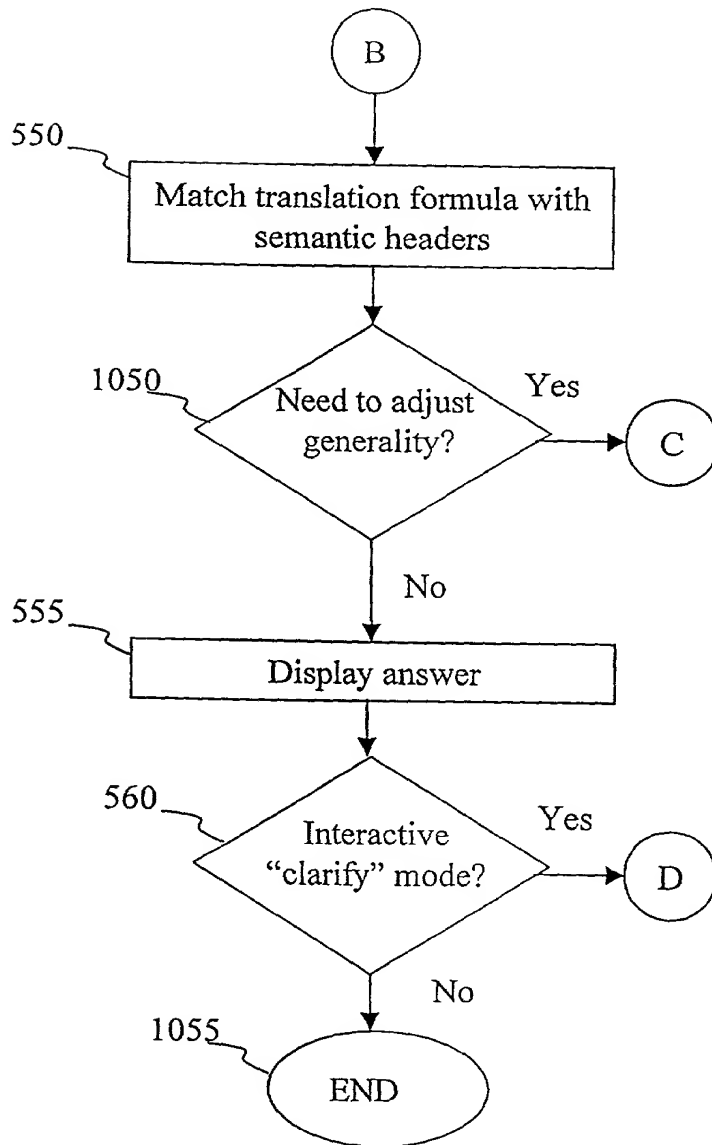 B
550
Match translation formula with
semantic headers
1050
Need to adjust
generality?
Yes
C
No
555
Display answer
560
Interactive
“clarify” mode?
Yes
D
No
1055
END